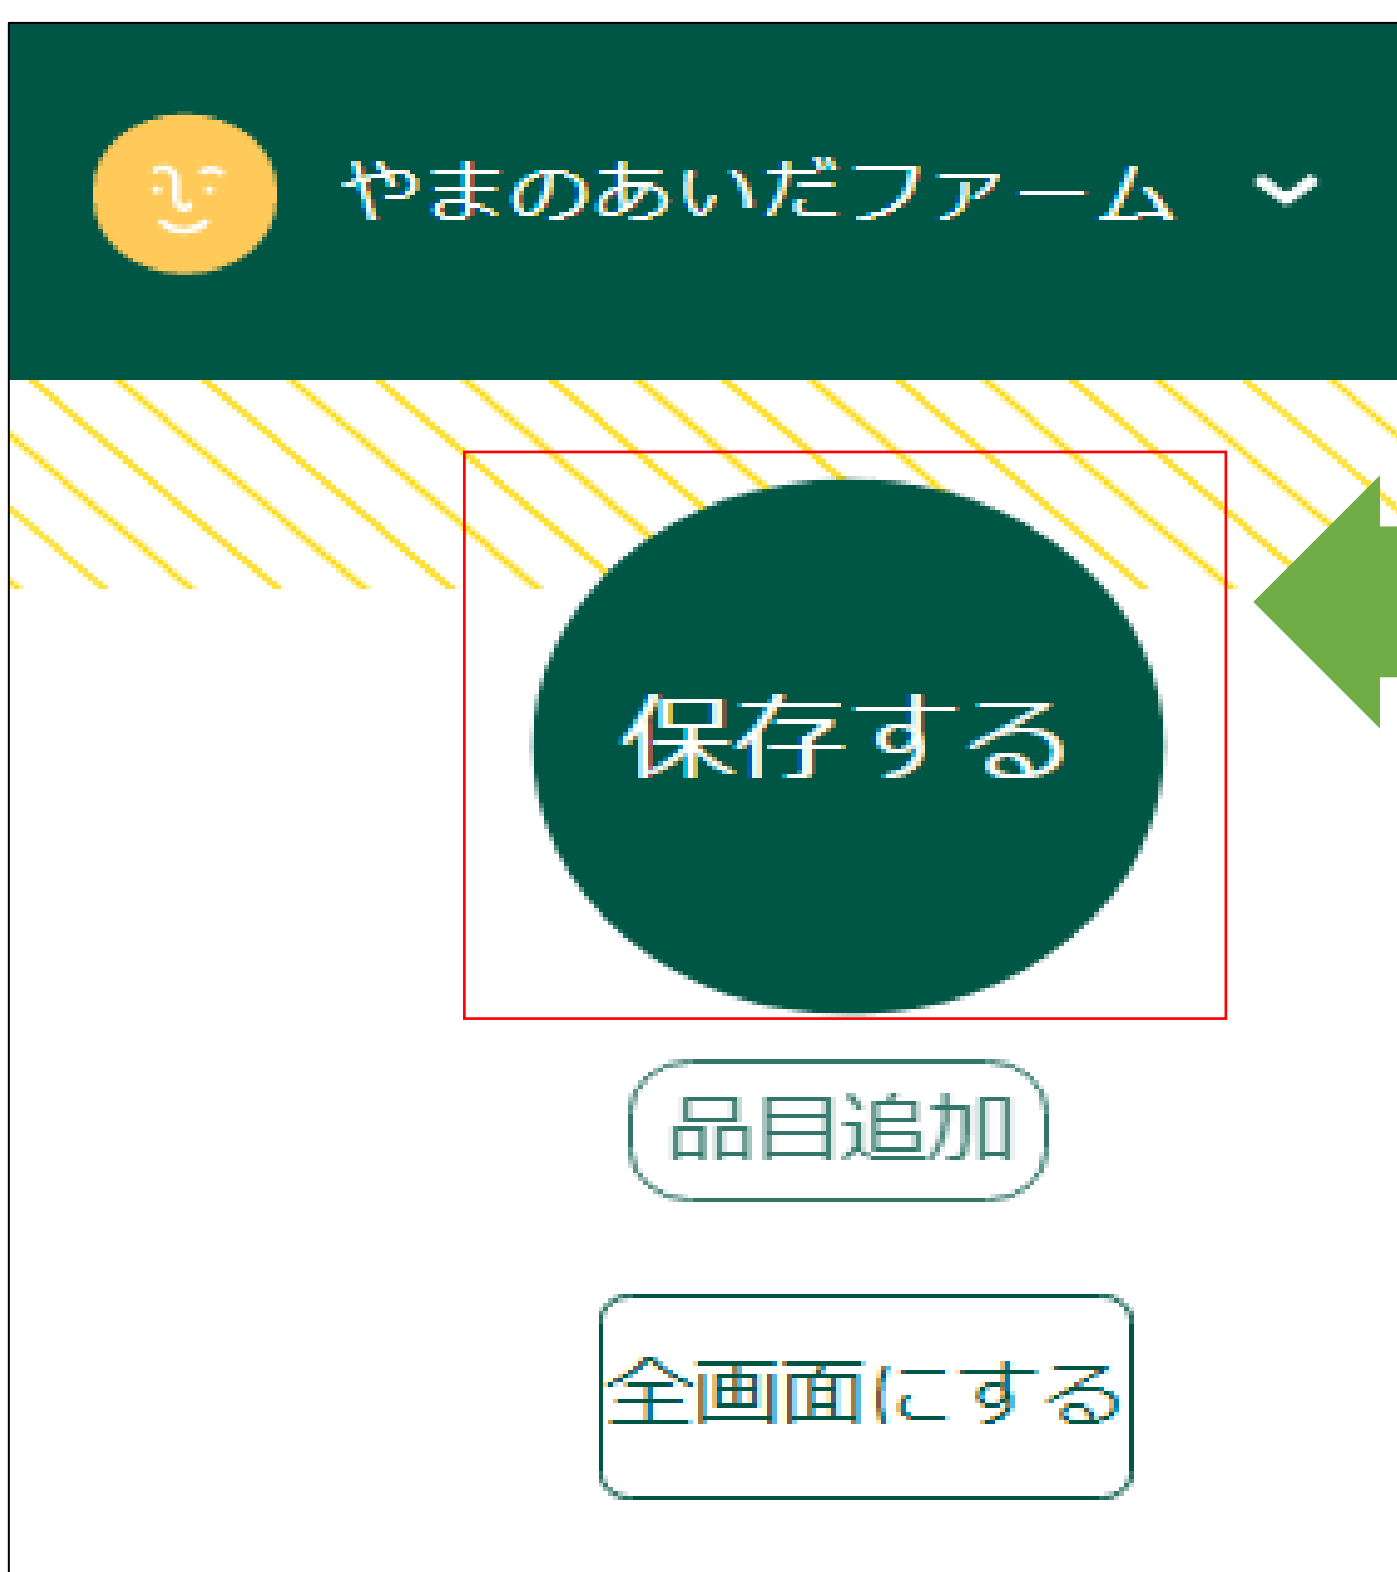 やまのあいだファーム
保存する
品目追加
全画面にする